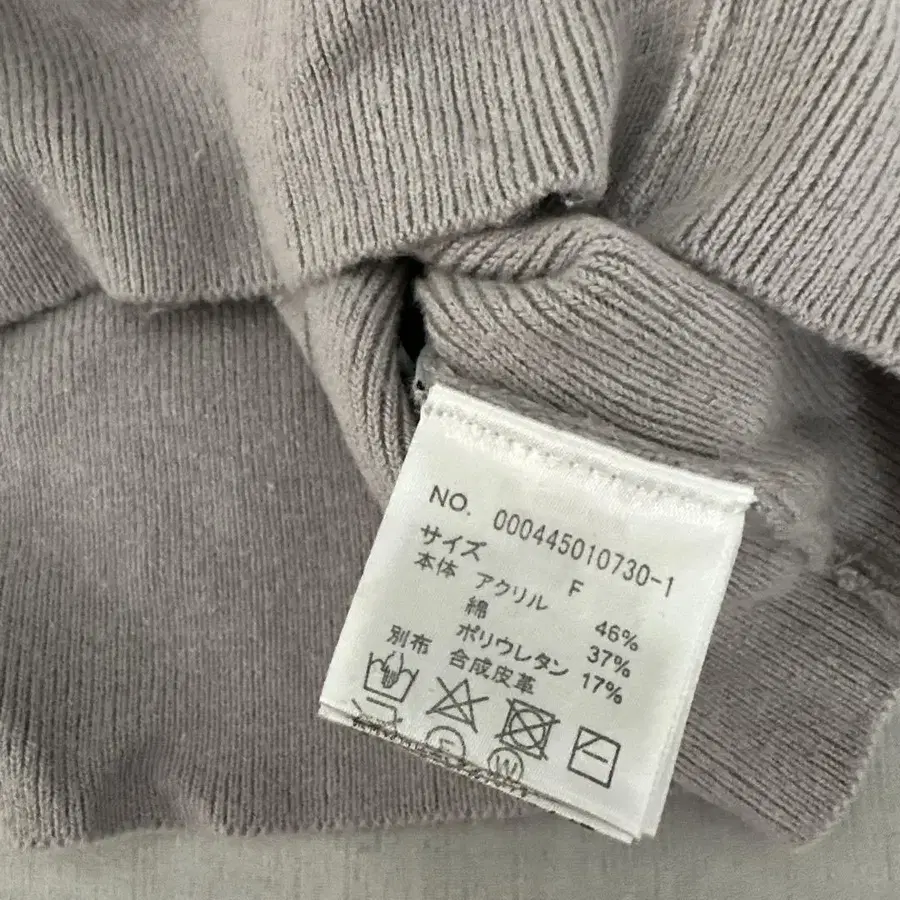 NO. 000445010730-1
サイズ F
本体 アクリル 46%
綿 37%
ポリウレタン 17%
別布 合成皮革
F
W